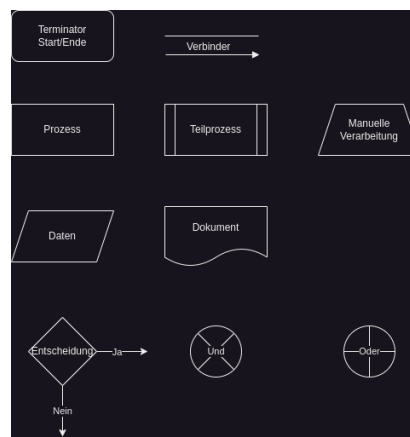 Terminator
Start/Ende
Verbinder
Prozess
Teilprozess
Manuelle
Verarbeitung
Daten
Dokument
Entscheidung
Ja
Und
Oder
Nein